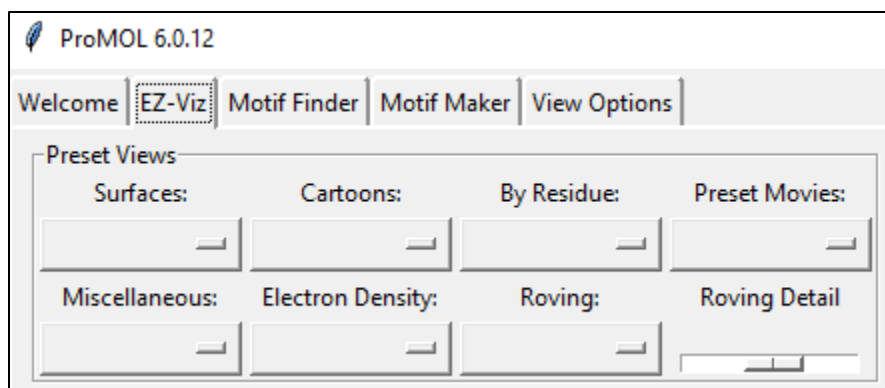 ProMOL 6.0.12
Welcome EZ-Viz Motif Finder Motif Maker View Options
Preset Views
Surfaces: Cartoons: By Residue: Preset Movies:
Miscellaneous: Electron Density: Roving: Roving Detail